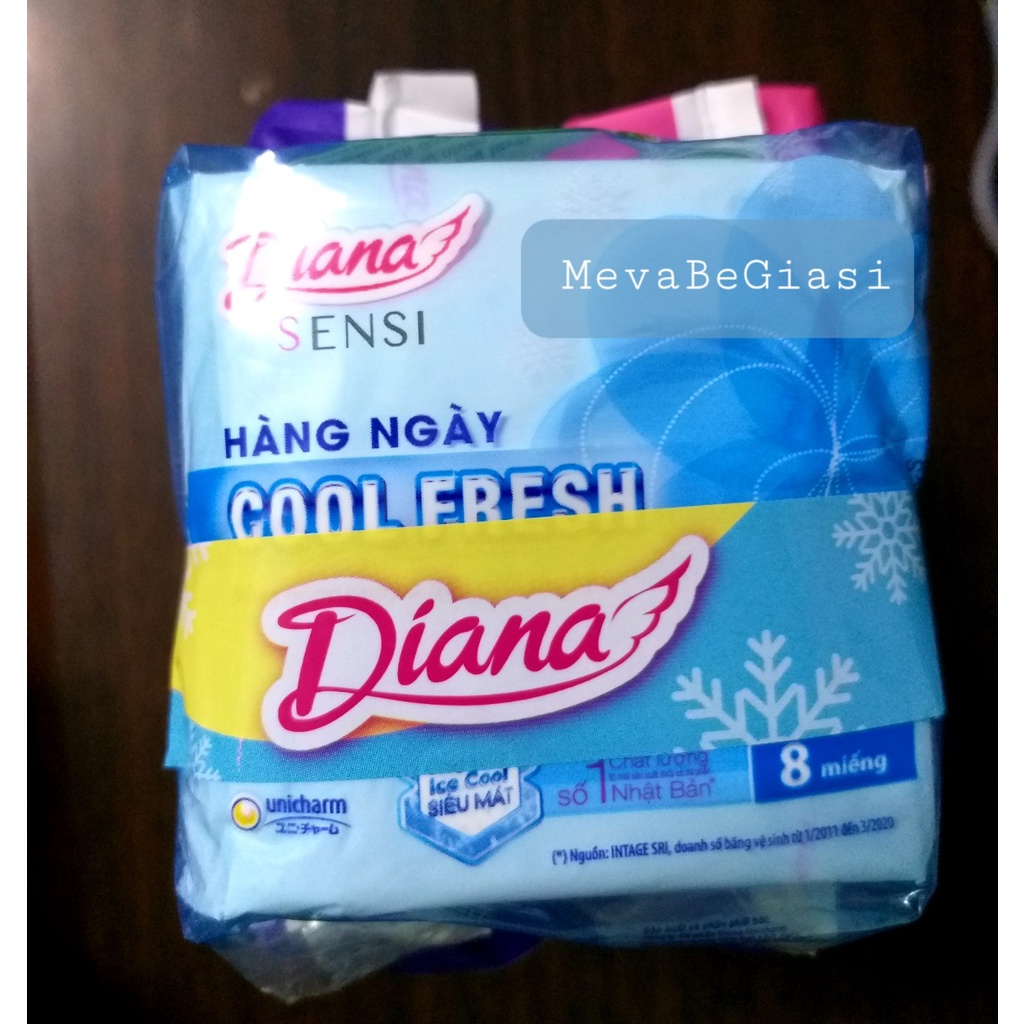 Diana
SENSI
MevaBeGiasi
HÀNG NGÀY
COOL FRESH
Diana
Ice Cool
SIÊU MÁT
Chất lượng
số 1 Nhật Bản*
8 miếng
unicharm
ユニ・チャーム
(*) Nguồn: INTAGE SRI, doanh số băng vệ sinh từ 1/2011 đến 3/2020